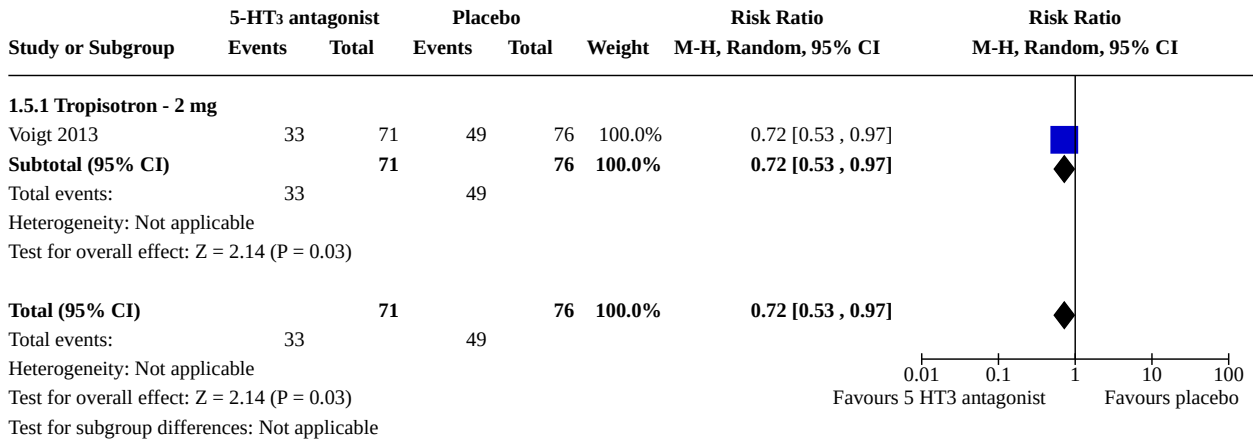 5-HT3 antagonist Placebo Risk Ratio Risk Ratio
Study or Subgroup Events Total Events Total Weight M-H, Random, 95% CI M-H, Random, 95% CI
1.5.1 Tropisotron - 2 mg
Voigt 2013 33 71 49 76 100.0% 0.72 [0.53 , 0.97]
Subtotal (95% CI) 71 76 100.0% 0.72 [0.53 , 0.97]
Total events: 33 49
Heterogeneity: Not applicable
Test for overall effect: Z = 2.14 (P = 0.03)
Total (95% CI) 71 76 100.0% 0.72 [0.53 , 0.97]
Total events: 33 49
Heterogeneity: Not applicable
0.01 0.1 1 10 100
Test for overall effect: Z = 2.14 (P = 0.03) Favours 5 HT3 antagonist Favours placebo
Test for subgroup differences: Not applicable